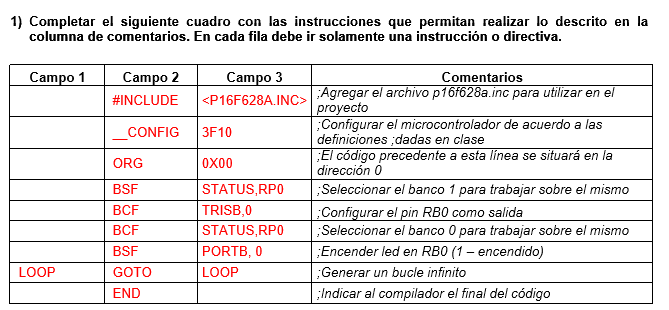 1) Completar el siguiente cuadro con las instrucciones que permitan realizar lo descrito en la
columna de comentarios. En cada fila debe ir solamente una instrucción o directiva.
Campo 1 Campo 2 Campo 3 Comentarios
#INCLUDE <P16F628A.INC> ;Agregar el archivo p16f628a.inc para utilizar en el
proyecto
__CONFIG 3F10 ;Configurar el microcontrolador de acuerdo a las
definiciones ;dadas en clase
ORG 0X00 ;El código precedente a esta línea se situará en la
dirección 0
BSF STATUS,RP0 ;Seleccionar el banco 1 para trabajar sobre el mismo
BCF TRISB,0 ;Configurar el pin RB0 como salida
BCF STATUS,RP0 ;Seleccionar el banco 0 para trabajar sobre el mismo
BSF PORTB, 0 ;Encender led en RB0 (1 – encendido)
LOOP GOTO LOOP ;Generar un bucle infinito
END ;Indicar al compilador el final del código